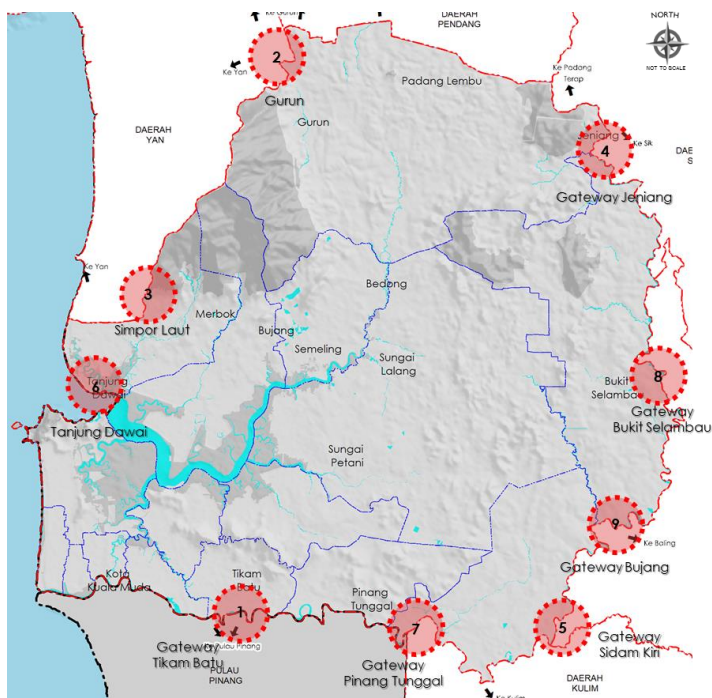 Ke Gurun
DAERAH
PENDANG
NORTH
NOT TO SCALE
2
Ke Yan
Gurun
Padang Lembu
Ke Padang
Terap
DAERAH
YAN
Gurun
Jeniang
Ke Sik
4
Gateway Jeniang
Ke Yan
3
Simpor Laut
Merbok
Bedong
Bujang
Semeling
Sungai
Lalang
Tanjung
Dawai
6
Tanjung Dawai
Bukit
Selambau
8
Gateway
Bukit Selambau
Sungai
Petani
9
Ke Baling
Gateway Bujang
Kota
Kuala Muda
Tikam
Batu
1
Gateway
Tikam Batu
Ke Pulau Pinang
PULAU
PINANG
Pinang
Tunggal
7
Gateway
Pinang Tunggal
5
Gateway
Sidam Kiri
DAERAH
KULIM
Ke Kulim